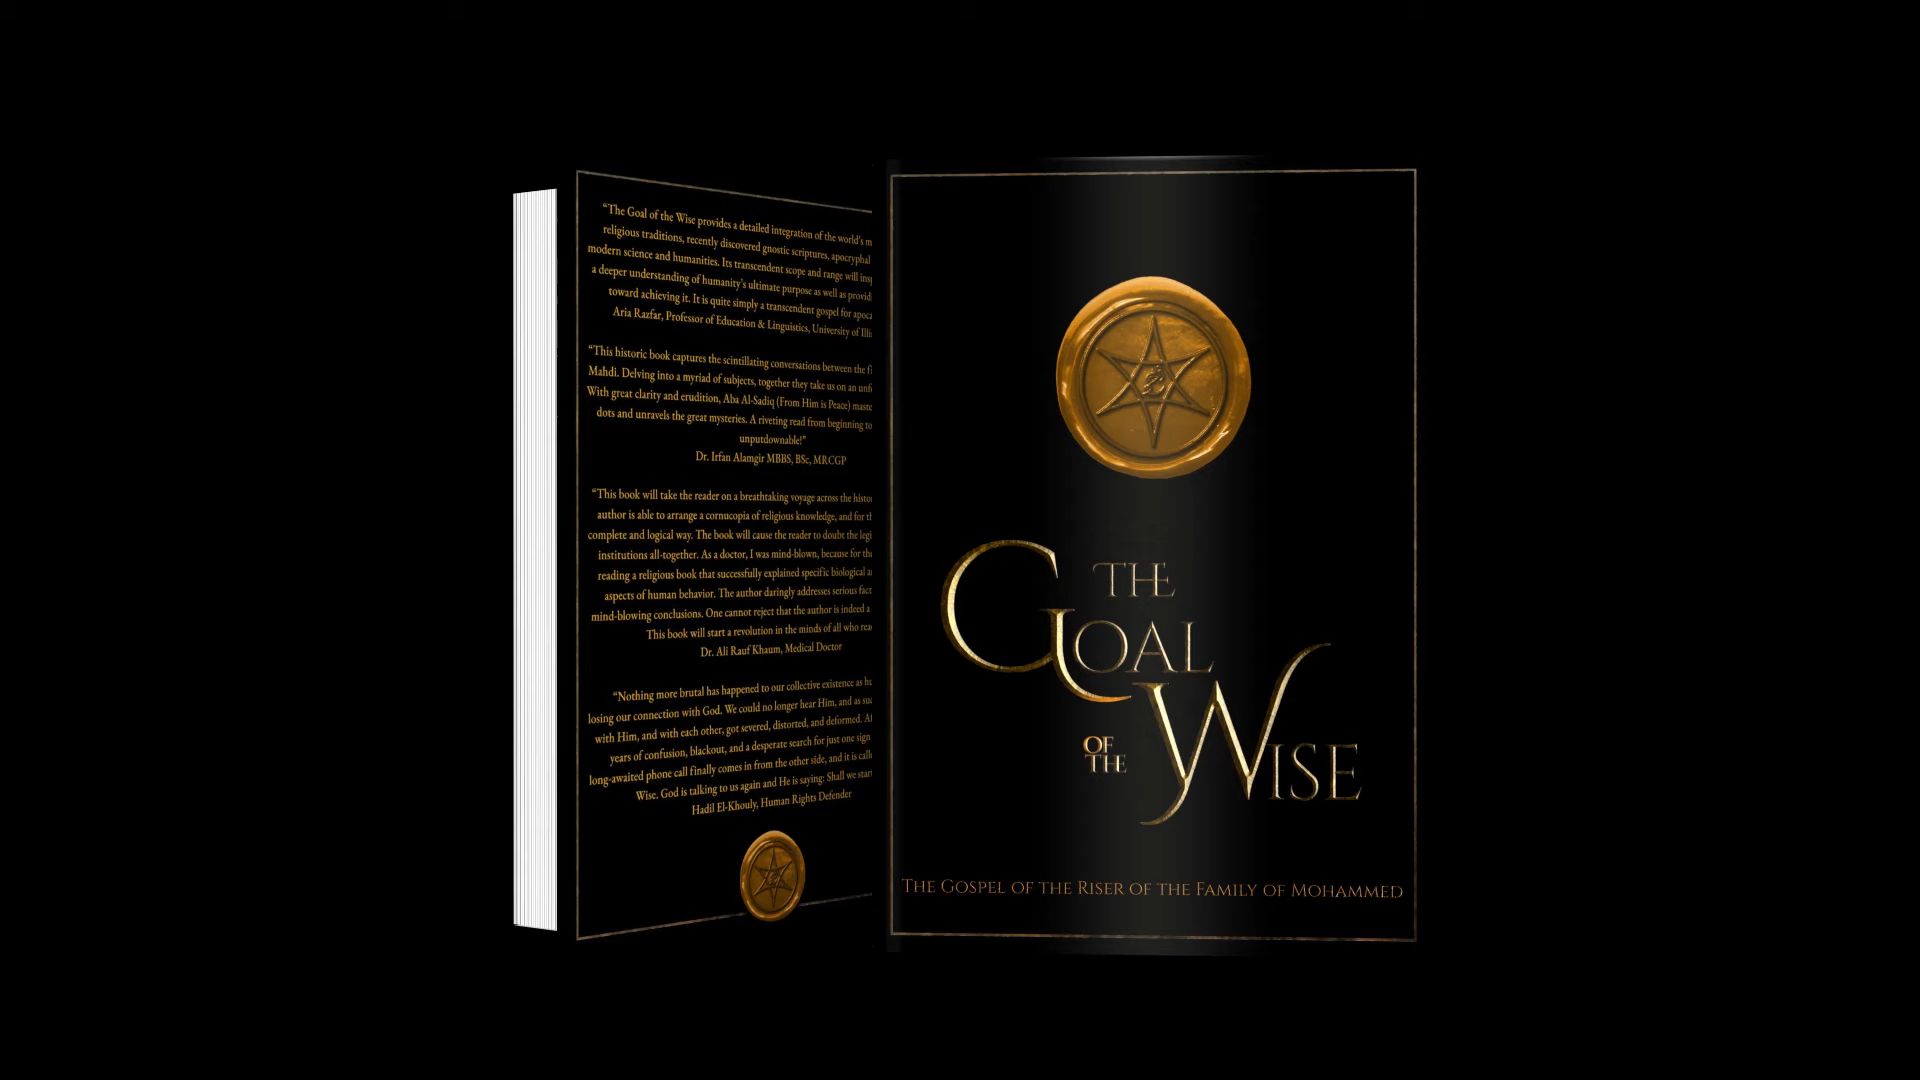 “The Goal of the Wise provides a detailed integration of the world's
religious traditions, recently discovered gnostic scriptures, apocryphal
modern science and humanities. Its transcendent scope and range will
a deeper understanding of humanity's ultimate purpose as well as
toward achieving it. It is quite simply a transcendent gospel for
Aria Razfar, Professor of Education & Linguistics, University of
“This historic book captures the scintillating conversations between the
Mahdi. Delving into a myriad of subjects, together they take us on an
With great clarity and erudition, Aba Al-Sadiq (From Him is Peace)
dots and unravels the great mysteries. A riveting read from beginning to
unputdownable!”
Dr. Irfan Alamgir MBBS, BSc, MRCGP
“This book will take the reader on a breathtaking voyage across the
author is able to arrange a cornucopia of religious knowledge, and for
complete and logical way. The book will cause the reader to doubt the
institutions all-together. As a doctor, I was mind-blown, because for
reading a religious book that successfully explained specific biological
aspects of human behavior. The author daringly addresses serious
mind-blowing conclusions. One cannot reject that the author is indeed a
This book will start a revolution in the minds of all who
Dr. Ali Rauf Khaum, Medical Doctor
“Nothing more brutal has happened to our collective existence as
losing our connection with God. We could no longer hear Him, and as
with Him, and with each other, got severed, distorted, and deformed.
years of confusion, blackout, and a desperate search for just one sign
long-awaited phone call finally comes in from the other side, and it is
Wise. God is talking to us again and He is saying: Shall we
Hadil El-Khouly, Human Rights Defender
THE
GOAL
OF
THE
WISE
THE GOSPEL OF THE RISER OF THE FAMILY OF MOHAMMED